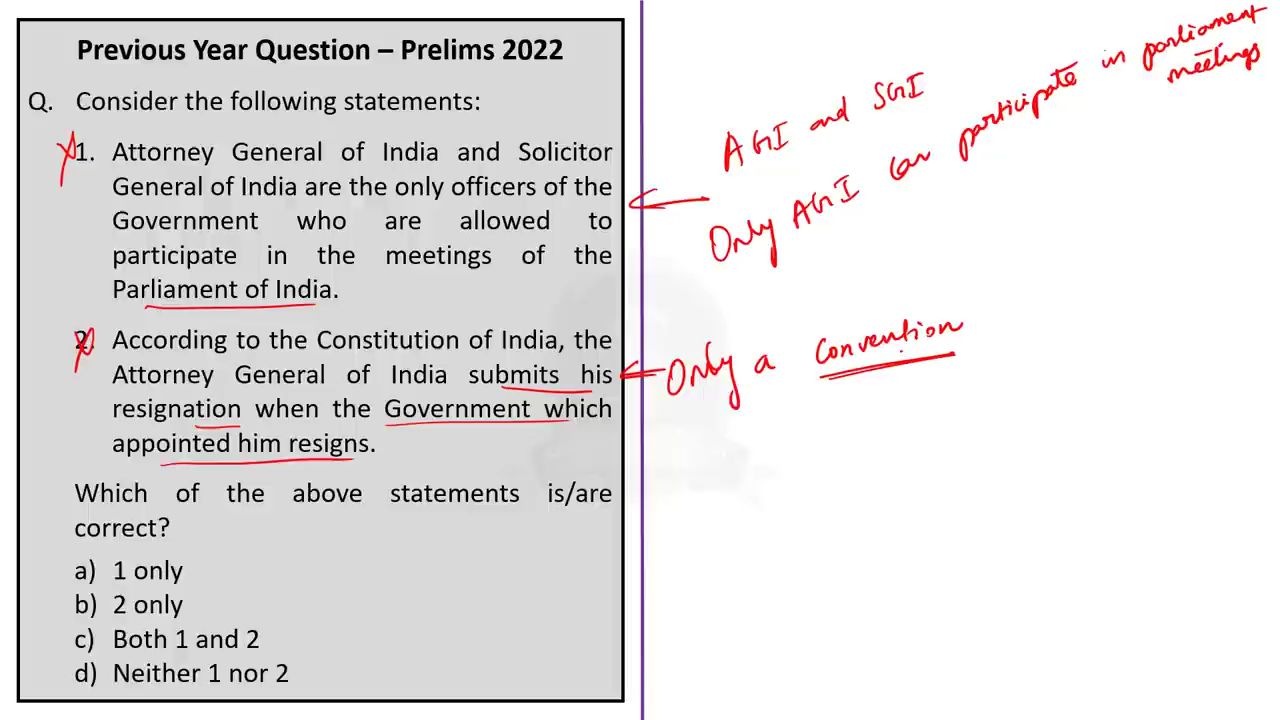 Previous Year Question – Prelims 2022
Q. Consider the following statements:
1. Attorney General of India and Solicitor
General of India are the only officers of the
Government who are allowed to
participate in the meetings of the
Parliament of India.
2. According to the Constitution of India, the
Attorney General of India submits his
resignation when the Government which
appointed him resigns.
Which of the above statements is/are
correct?
a) 1 only
b) 2 only
c) Both 1 and 2
d) Neither 1 nor 2
AGI and SGI
Only AGI can participate in parliament
meetings
Only a convention